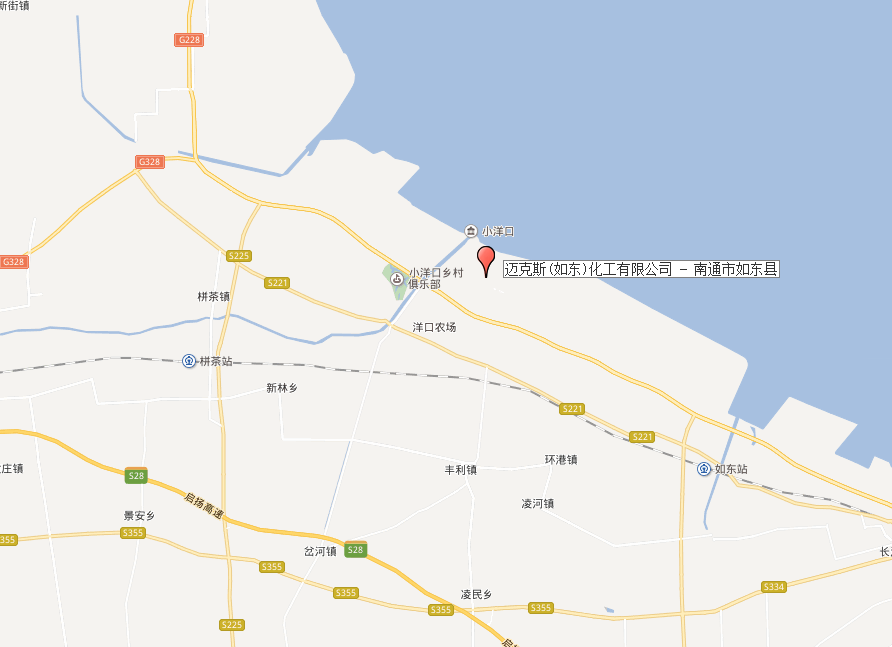 新街镇
G228
G328
小洋口
S225
G328
迈克斯(如东)化工有限公司 - 南通市如东县
小洋口乡村
俱乐部
S221
栟茶镇
洋口农场
栟茶站
新林乡
S221
S221
环港镇
庄镇
丰利镇
如东站
S28
启扬高速
凌河镇
景安乡
S355
355
岔河镇
S28
长
S355
S334
S355
凌民乡
S355
S355
S225
启